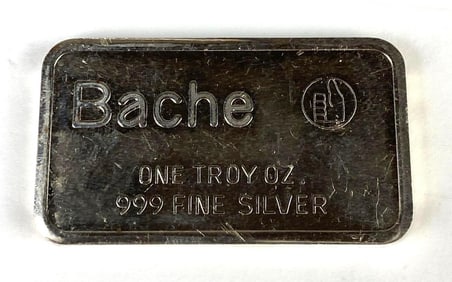 Bache
ONE TROY OZ.
999 FINE SILVER